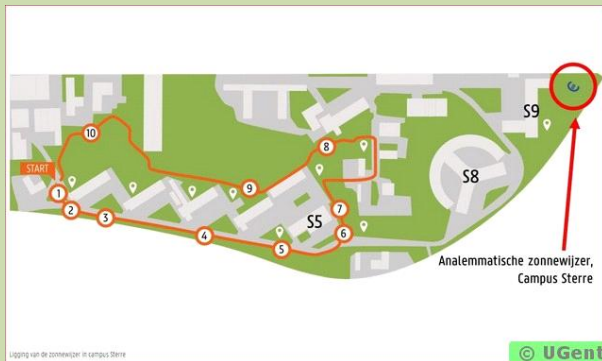 START
1
2
3
4
5
6
7
8
9
10
S5
S8
S9
Analemmatische zonnewijzer,
Campus Sterre
Ligging van de zonnewijzer in campus Sterre
© UGent